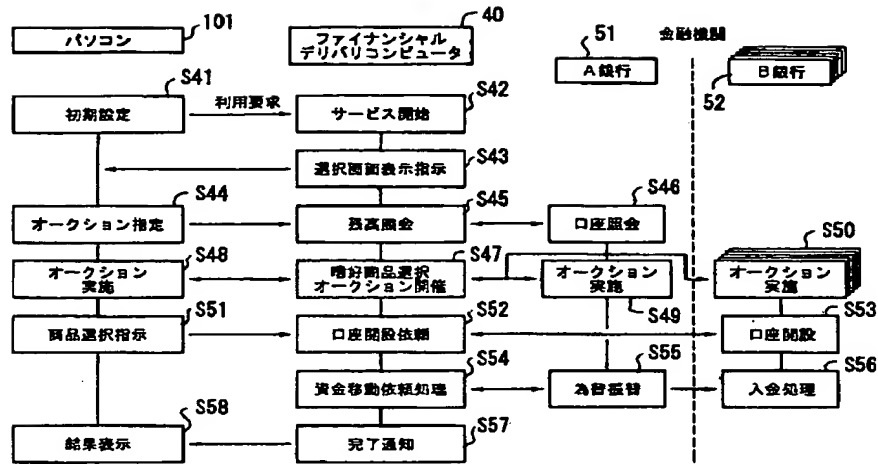 パソコン
101
ファイナンシャル
デリバリコンピュータ
40
51
A銀行
金融機関
B銀行
52
S41
初期設定
利用要求
S42
サービス開始
S43
選択画面表示指示
S44
オークション指定
S45
残高照会
S46
口座照会
S48
オークション
実施
S47
嗜好商品選択
オークション開催
オークション
実施
S49
S50
オークション
実施
S51
商品選択指示
S52
口座開設依頼
S53
口座開設
S54
資金移動依頼処理
S55
為替振替
S56
入金処理
S58
結果表示
S57
完了通知